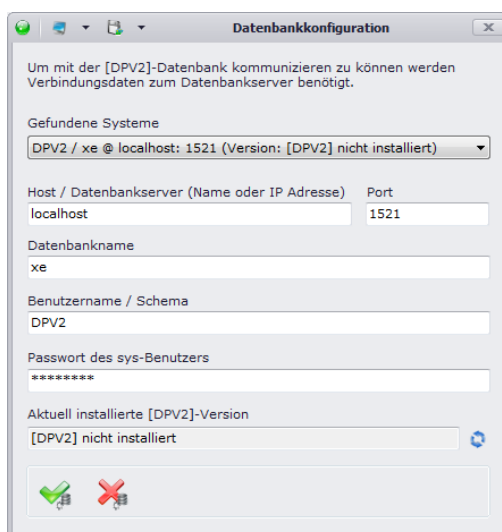 Datenbankkonfiguration
Um mit der [DPV2]-Datenbank kommunizieren zu können werden
Verbindungsdaten zum Datenbankserver benötigt.
Gefundene Systeme
DPV2 / xe @ localhost: 1521 (Version: [DPV2] nicht installiert)
Host / Datenbankserver (Name oder IP Adresse) Port
localhost 1521
Datenbankname
xe
Benutzername / Schema
DPV2
Passwort des sys-Benutzers
********
Aktuell installierte [DPV2]-Version
[DPV2] nicht installiert